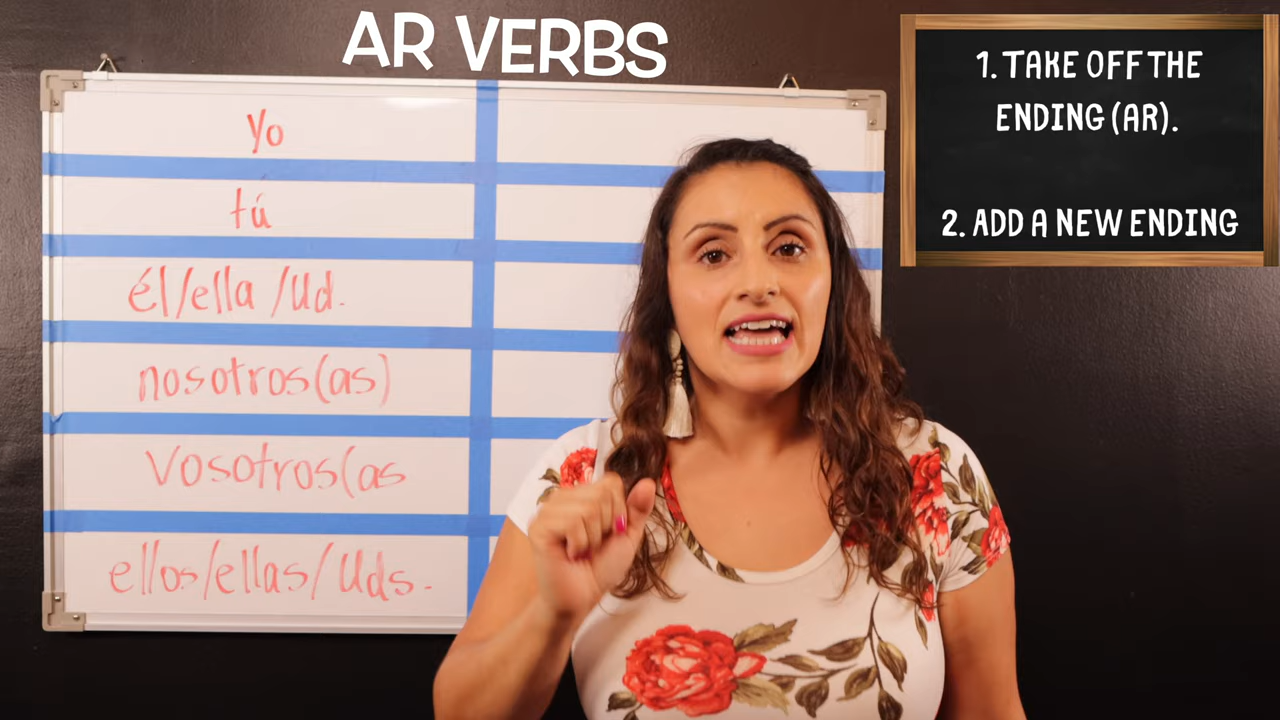 AR VERBS
yo
tú
él/ella/Ud.
nosotros(as)
vosotros(as
ellos/ellas/Uds.
1. TAKE OFF THE
ENDING (AR).
2. ADD A NEW ENDING